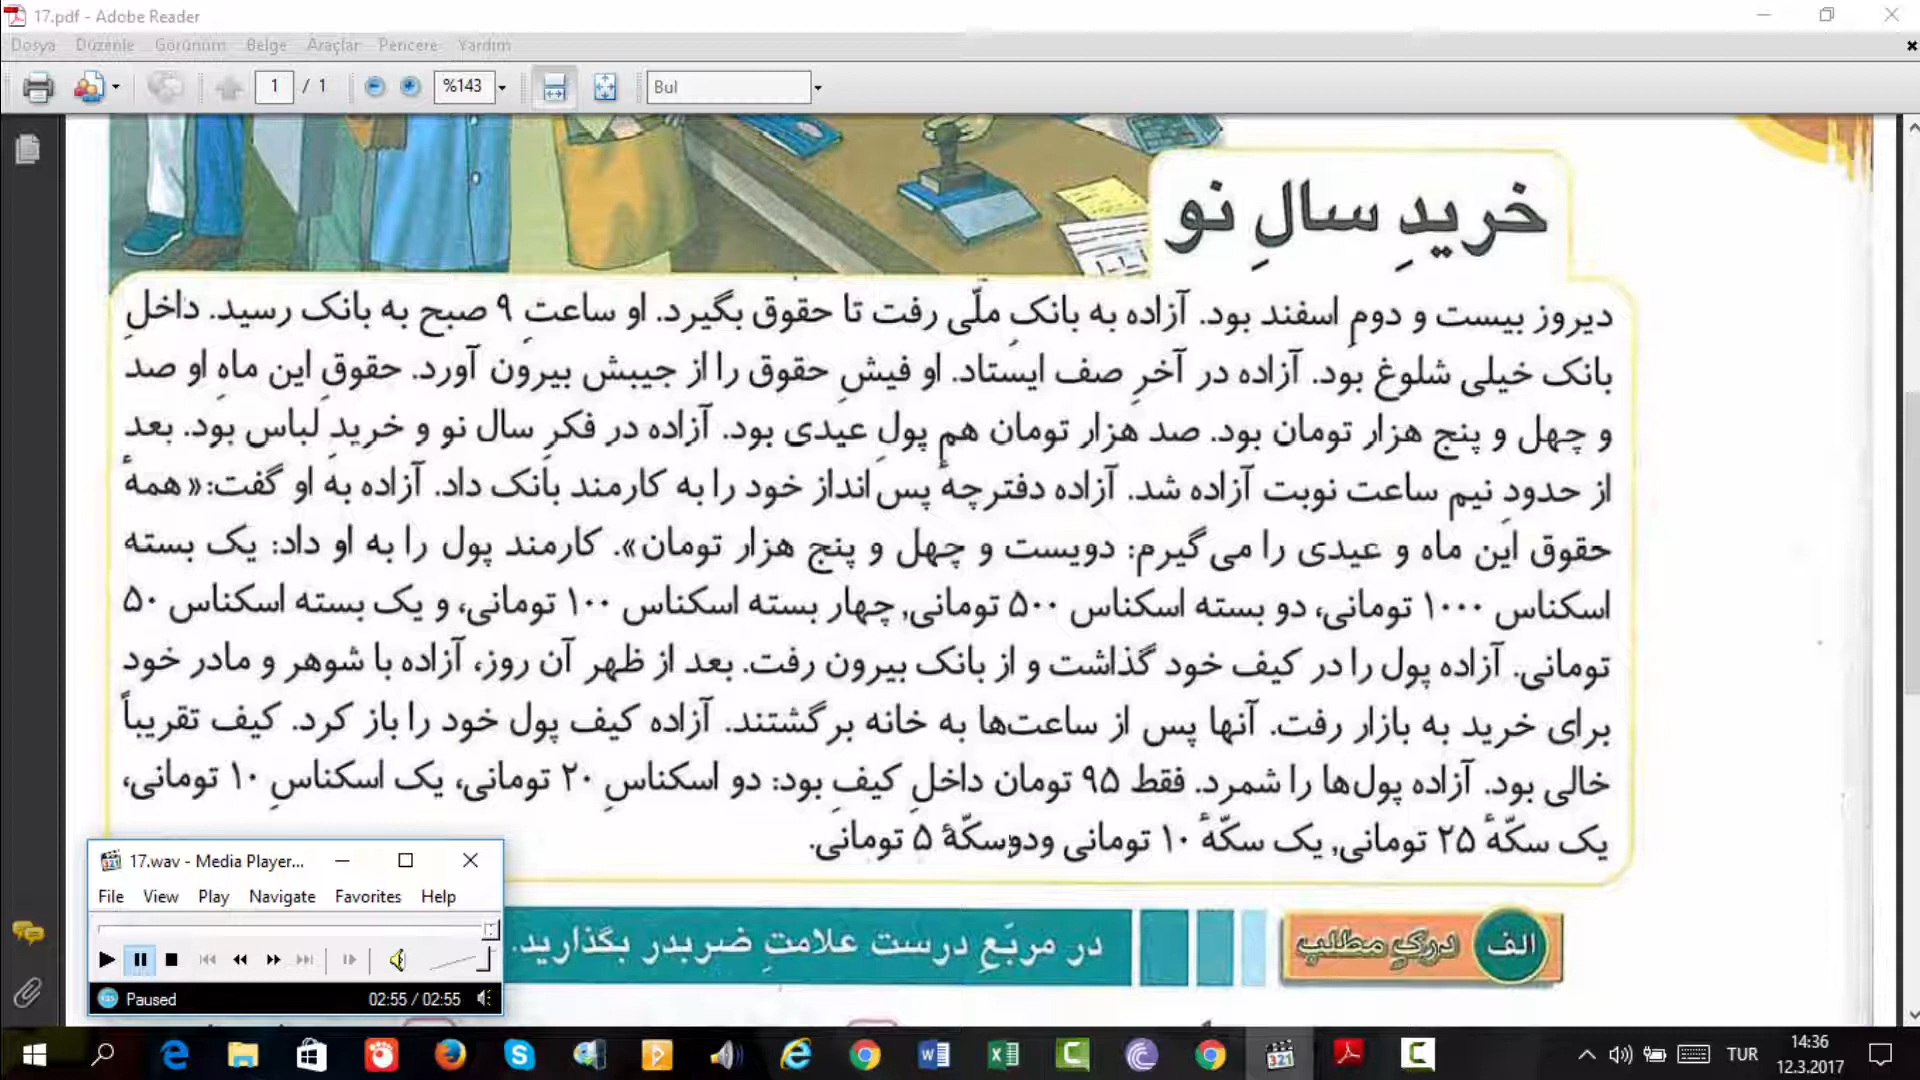 17.pdf - Adobe Reader
Dosya Düzenle Görünüm Belge Araçlar Pencere Yardım
1 / 1 %143 Bul
خریدِ سالِ نو
دیروز بیست و دومِ اسفند بود. آزاده به بانکِ ملّی رفت تا حقوق بگیرد. او ساعتِ ۹ صبح به بانک رسید. داخلِ
بانک خیلی شلوغ بود. آزاده در آخرِ صف ایستاد. او فیشِ حقوق را از جیبش بیرون آورد. حقوقِ این ماهِ او صد
و چهل و پنج هزار تومان بود. صد هزار تومان هم پولِ عیدی بود. آزاده در فکرِ سال نو و خریدِ لباس بود. بعد
از حدودِ نیم ساعت نوبت آزاده شد. آزاده دفترچهٔ پس‌انداز خود را به کارمند بانک داد. آزاده به او گفت:« همهٔ
حقوق این ماه و عیدی را می‌گیرم: دویست و چهل و پنج هزار تومان». کارمند پول را به او داد: یک بسته
اسکناس ۱۰۰۰ تومانی، دو بسته اسکناس ۵۰۰ تومانی, چهار بسته اسکناس ۱۰۰ تومانی، و یک بسته اسکناس ۵۰
تومانی. آزاده پول را در کیف خود گذاشت و از بانک بیرون رفت. بعد از ظهر آن روز، آزاده با شوهر و مادر خود
برای خرید به بازار رفت. آنها پس از ساعت‌ها به خانه برگشتند. آزاده کیف پول خود را باز کرد. کیف تقریباً
خالی بود. آزاده پول‌ها را شمرد. فقط ۹۵ تومان داخلِ کیفِ بود: دو اسکناسِ ۲۰ تومانی، یک اسکناسِ ۱۰ تومانی،
یک سکّهٔ ۲۵ تومانی, یک سکّهٔ ۱۰ تومانی ودوسکّهٔ ۵ تومانی.
الف درکِ مطلب در مربّعِ درست علامتِ ضربدر بگذارید.
17.wav - Media Player...
File View Play Navigate Favorites Help
Paused 02:55 / 02:55
TUR 14:36
12.3.2017